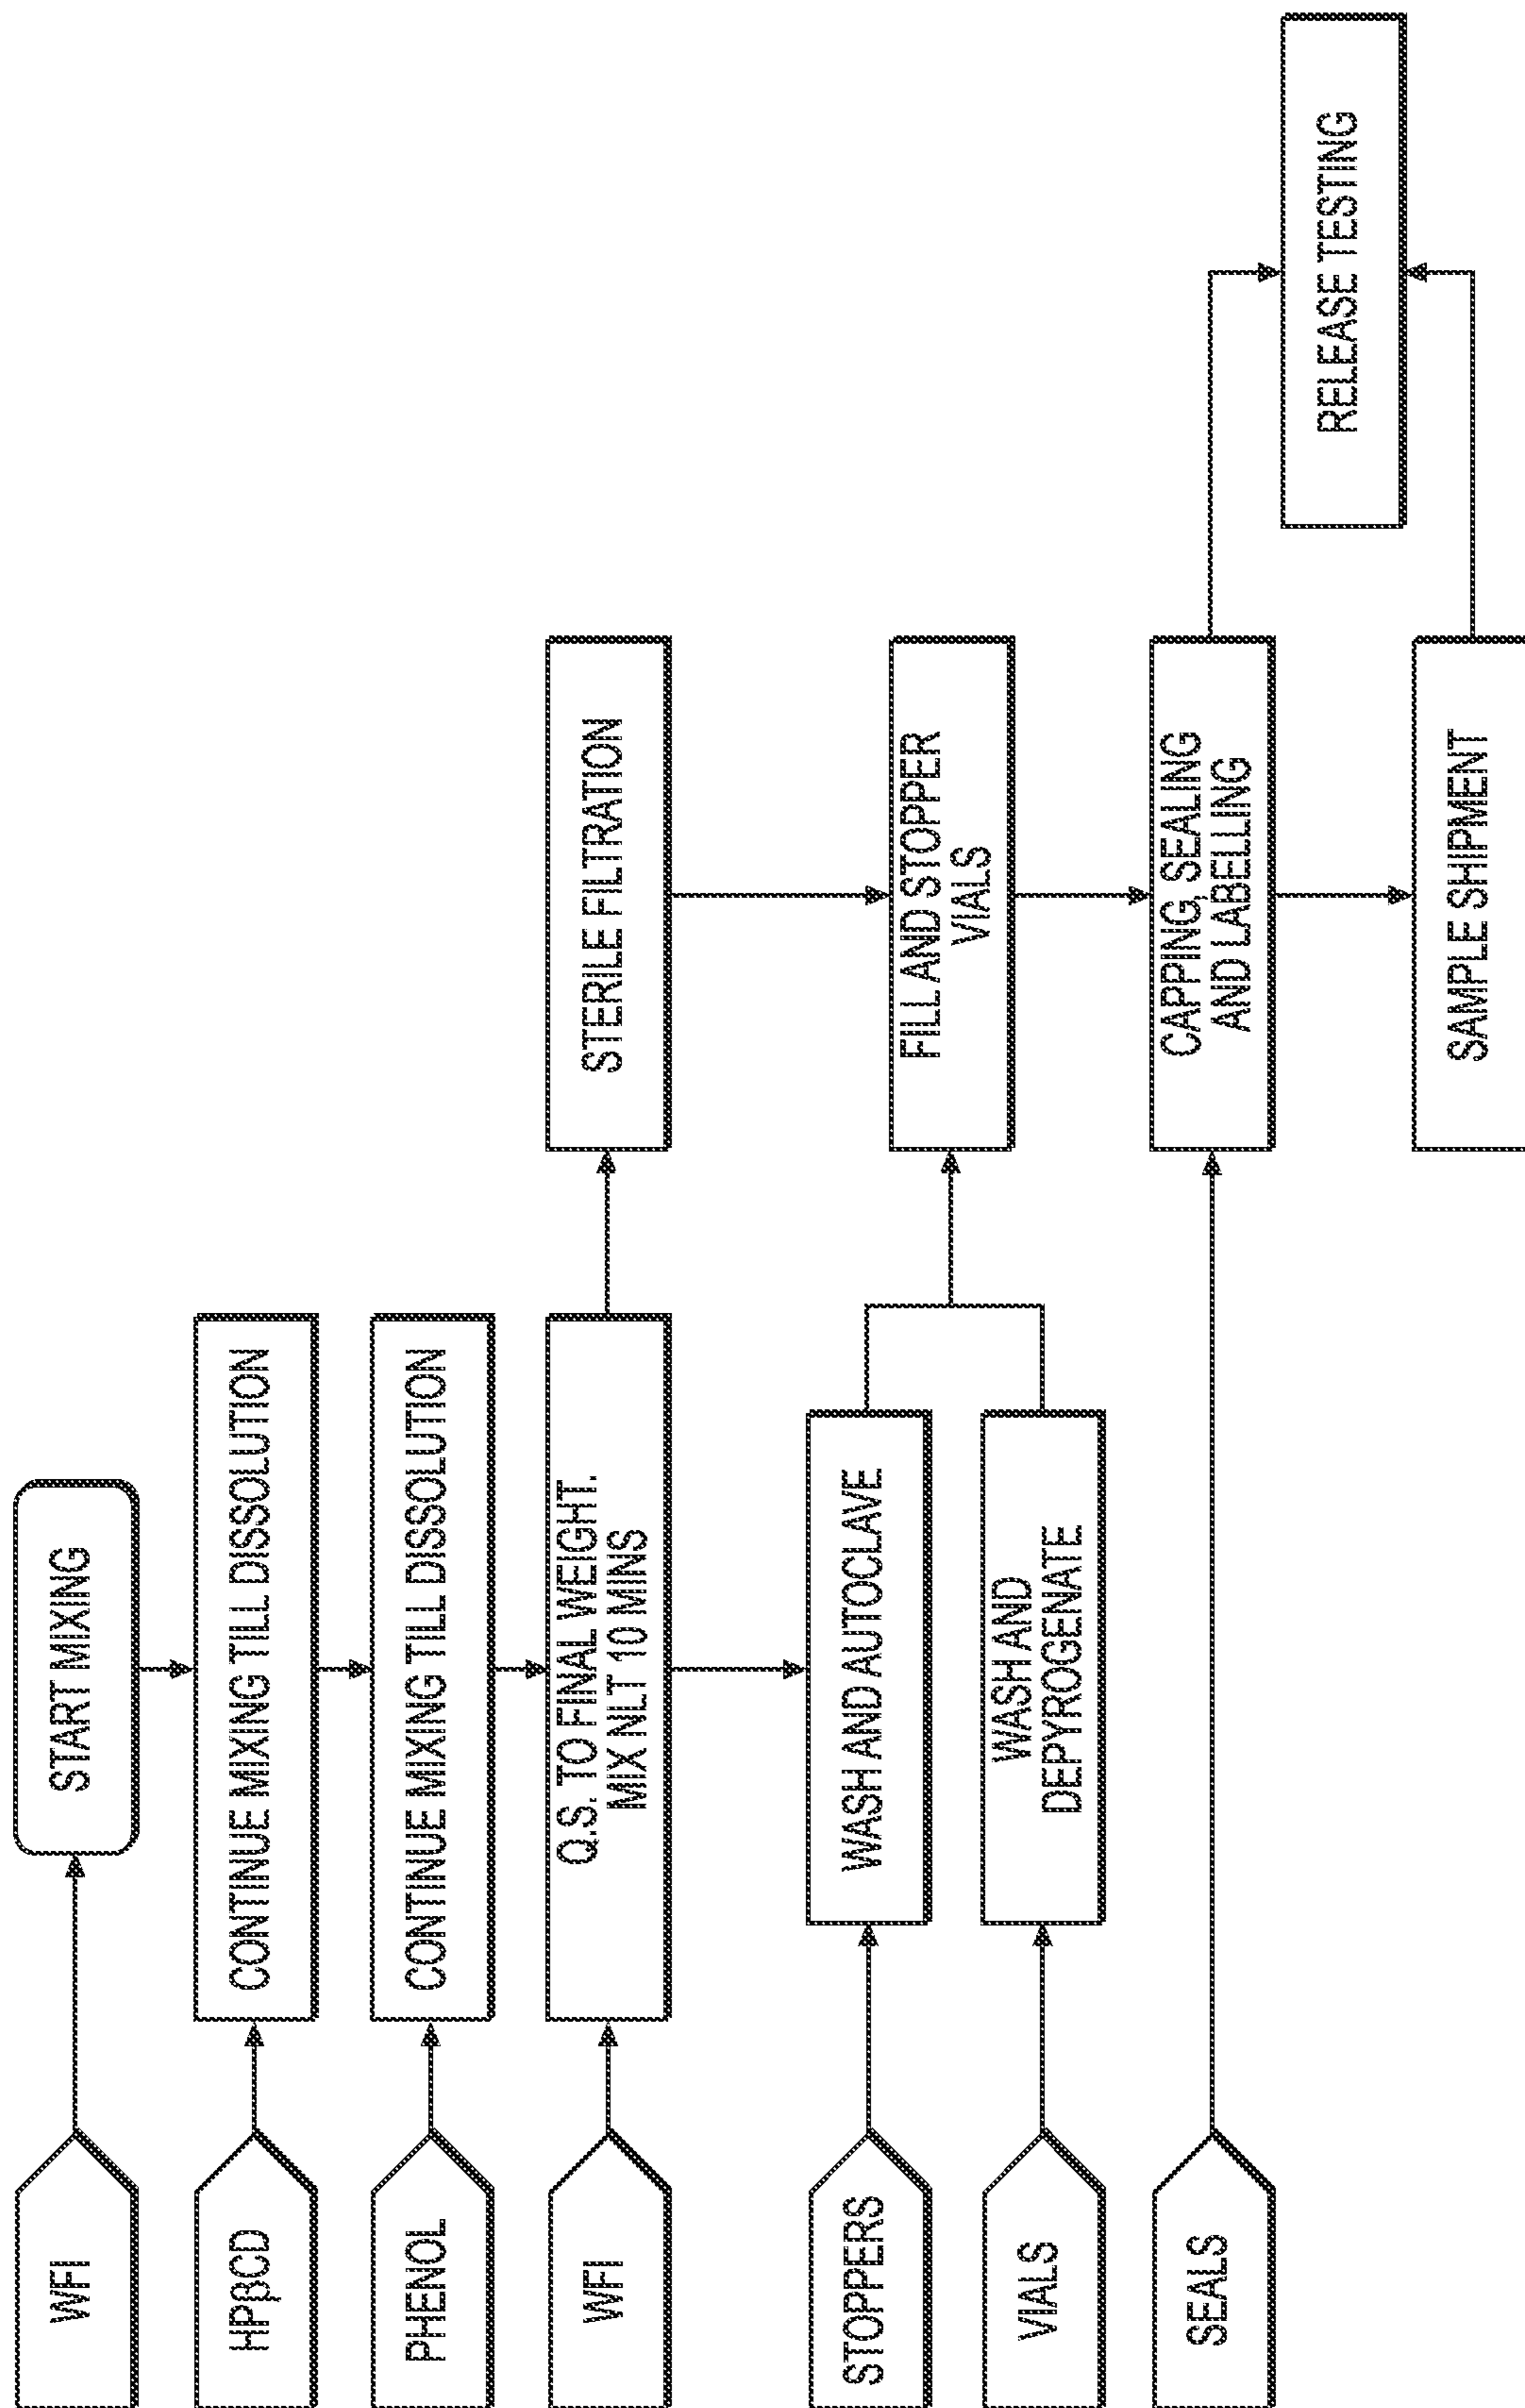 WFI
START MIXING
HPβCD
CONTINUE MIXING TILL DISSOLUTION
PHENOL
CONTINUE MIXING TILL DISSOLUTION
WFI
Q.S. TO FINAL WEIGHT.
MIX NLT 10 MINS
STERILE FILTRATION
STOPPERS
WASH AND AUTOCLAVE
VIALS
WASH AND
DEPYROGENATE
FILL AND STOPPER
VIALS
SEALS
CAPPING, SEALING
AND LABELLING
SAMPLE SHIPMENT
RELEASE TESTING